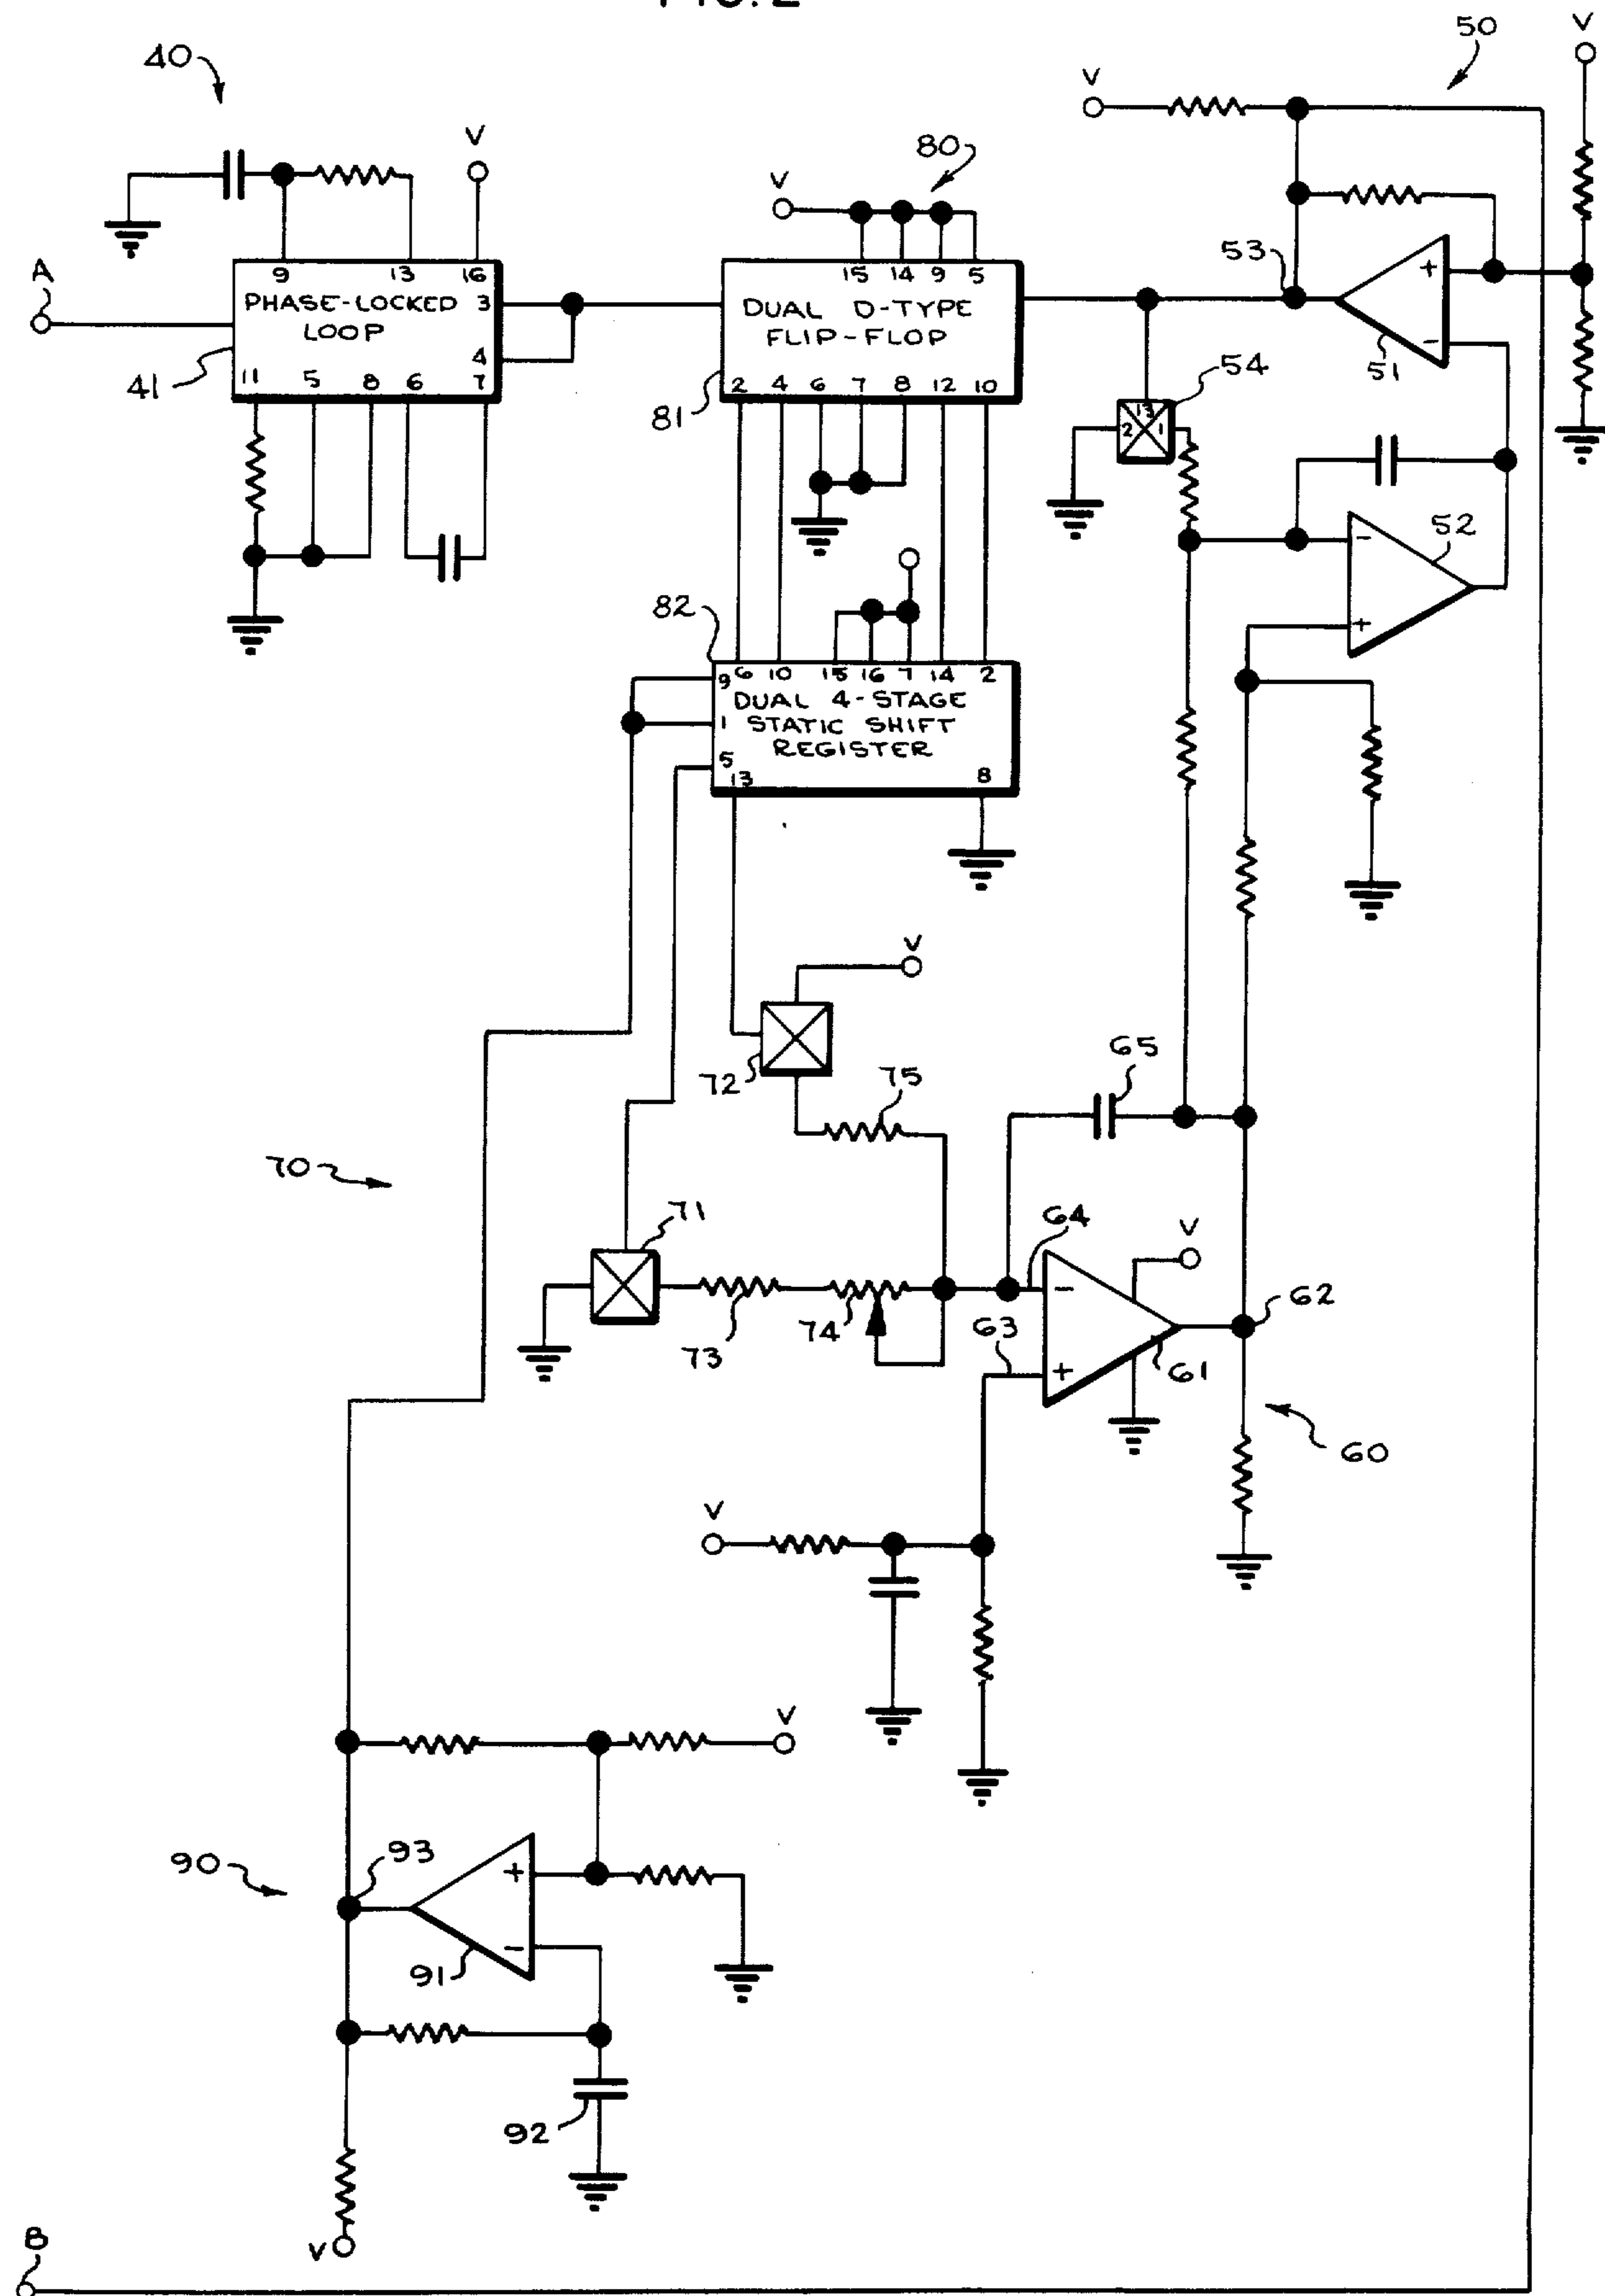 FIG. 2
40
50
V
V
V
80
V
A
53
9 13 16
PHASE-LOCKED 3
LOOP
4
11 5 8 6 7
41
15 14 9 5
DUAL D-TYPE
FLIP-FLOP
2 4 6 7 8 12 10
81
+
-
51
54
13
2 1
-
52
+
82
9 6 10 15 16 7 14 2
DUAL 4-STAGE
1 STATIC SHIFT
REGISTER
5
13 8
V
72
75
65
70
71
64
V
-
73
74
63
+
61
62
60
V
V
90
93
+
-
91
92
V
B